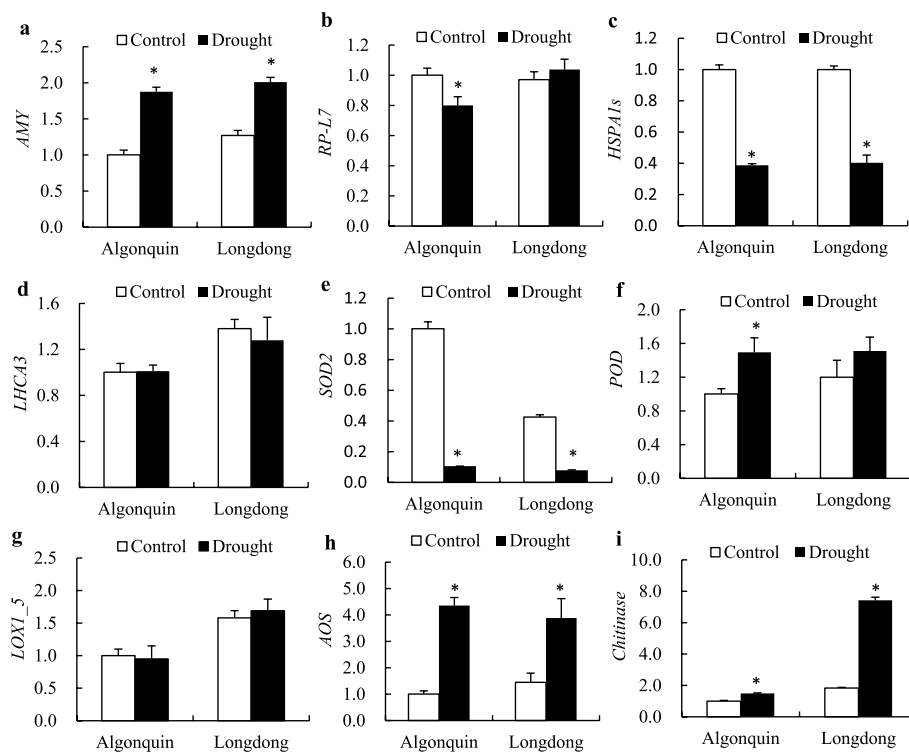 a
Control Drought
AMY
2.5
2.0
1.5
1.0
0.5
0.0
*
*
Algonquin Longdong
b
Control Drought
RP-L7
1.2
1.0
0.8
0.6
0.4
0.2
0.0
*
Algonquin Longdong
c
Control Drought
HSPA1s
1.2
1.0
0.8
0.6
0.4
0.2
0.0
*
*
Algonquin Longdong
d
Control Drought
LHCA3
1.6
1.2
0.8
0.4
0.0
Algonquin Longdong
e
Control Drought
SOD2
1.2
1.0
0.8
0.6
0.4
0.2
0.0
*
*
Algonquin Longdong
f
Control Drought
POD
2.0
1.6
1.2
0.8
0.4
0.0
*
Algonquin Longdong
g
Control Drought
LOX1_5
2.5
2.0
1.5
1.0
0.5
0.0
Algonquin Longdong
h
Control Drought
AOS
6.0
5.0
4.0
3.0
2.0
1.0
0.0
*
*
Algonquin Longdong
i
Control Drought
Chitinase
10.0
8.0
6.0
4.0
2.0
0.0
*
*
Algonquin Longdong